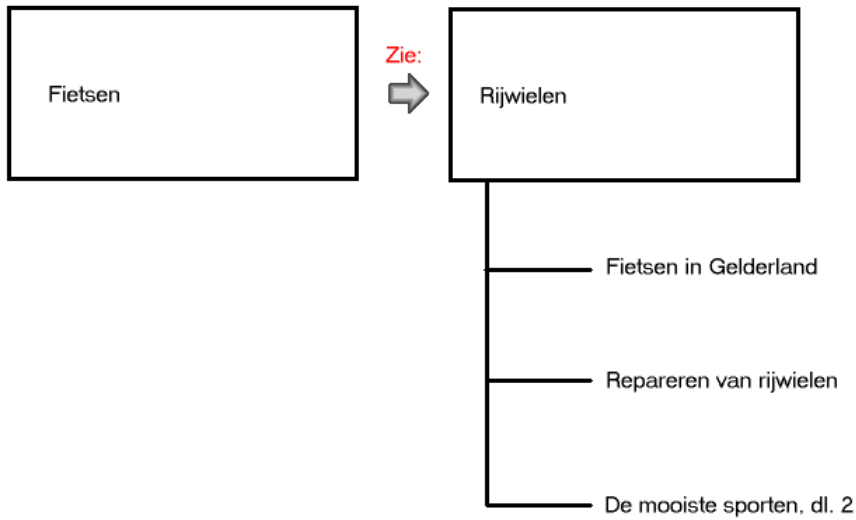 Fietsen
Zie:
Rijwielen
Fietsen in Gelderland
Repareren van rijwielen
De mooiste sporten, dl. 2